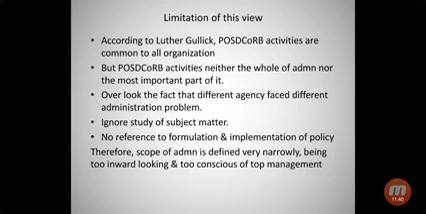 Limitation of this view
• According to Luther Gullick, POSDCoRB activities are
common to all organization
• But POSDCoRB activities neither the whole of admn nor
the most important part of it.
• Over look the fact that different agency faced different
administration problem.
• Ignore study of subject matter.
• No reference to formulation & implementation of policy
Therefore, scope of admn is defined very narrowly, being
too inward looking & too conscious of top management
m
11:40